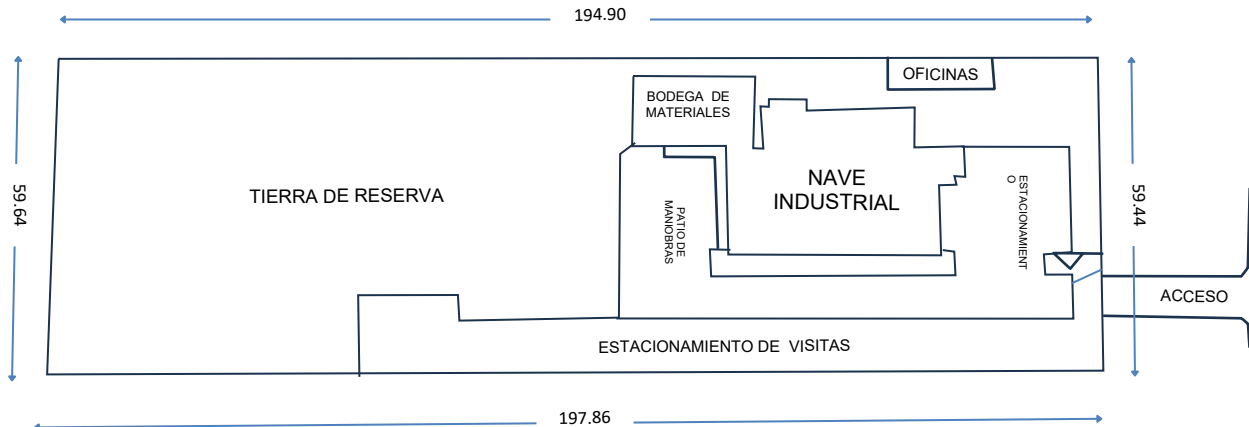 194.90
OFICINAS
BODEGA DE
MATERIALES
TIERRA DE RESERVA
NAVE
INDUSTRIAL
ESTACIONAMIENT
O
PATIO DE
MANIOBRAS
59.64
59.44
ACCESO
ESTACIONAMIENTO DE VISITAS
197.86